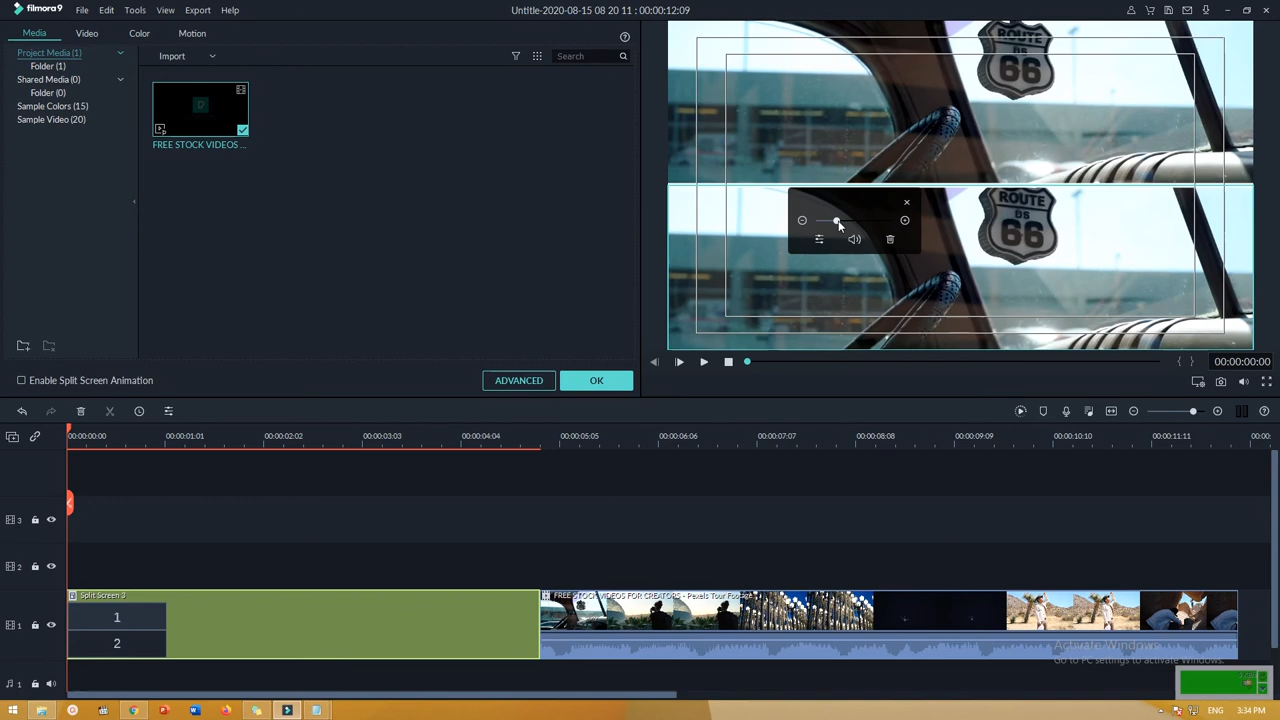 filmora9 File Edit Tools View Export Help Untitle-2020-08-15 08 20 11 : 00:00:12:09
Media Video Color Motion
Project Media (1)
Folder (1)
Shared Media (0)
Folder (0)
Sample Colors (15)
Sample Video (20)
Import
Search
FREE STOCK VIDEOS ...
Enable Split Screen Animation
ADVANCED
OK
ROUTE
66
ROUTE
66
00:00:00:00
00:00:00:00 00:00:01:01 00:00:02:02 00:00:03:03 00:00:04:04 00:00:05:05 00:00:06:06 00:00:07:07 00:00:08:08 00:00:09:09 00:00:10:10 00:00:11:11 00:00:
3
2
1
Split Screen 3
1
2
FREE STOCK VIDEOS FOR CREATORS - Pexels Tour Footage
Activate Windows
Go to PC settings to activate Windows.
1
ENG 3:34 PM